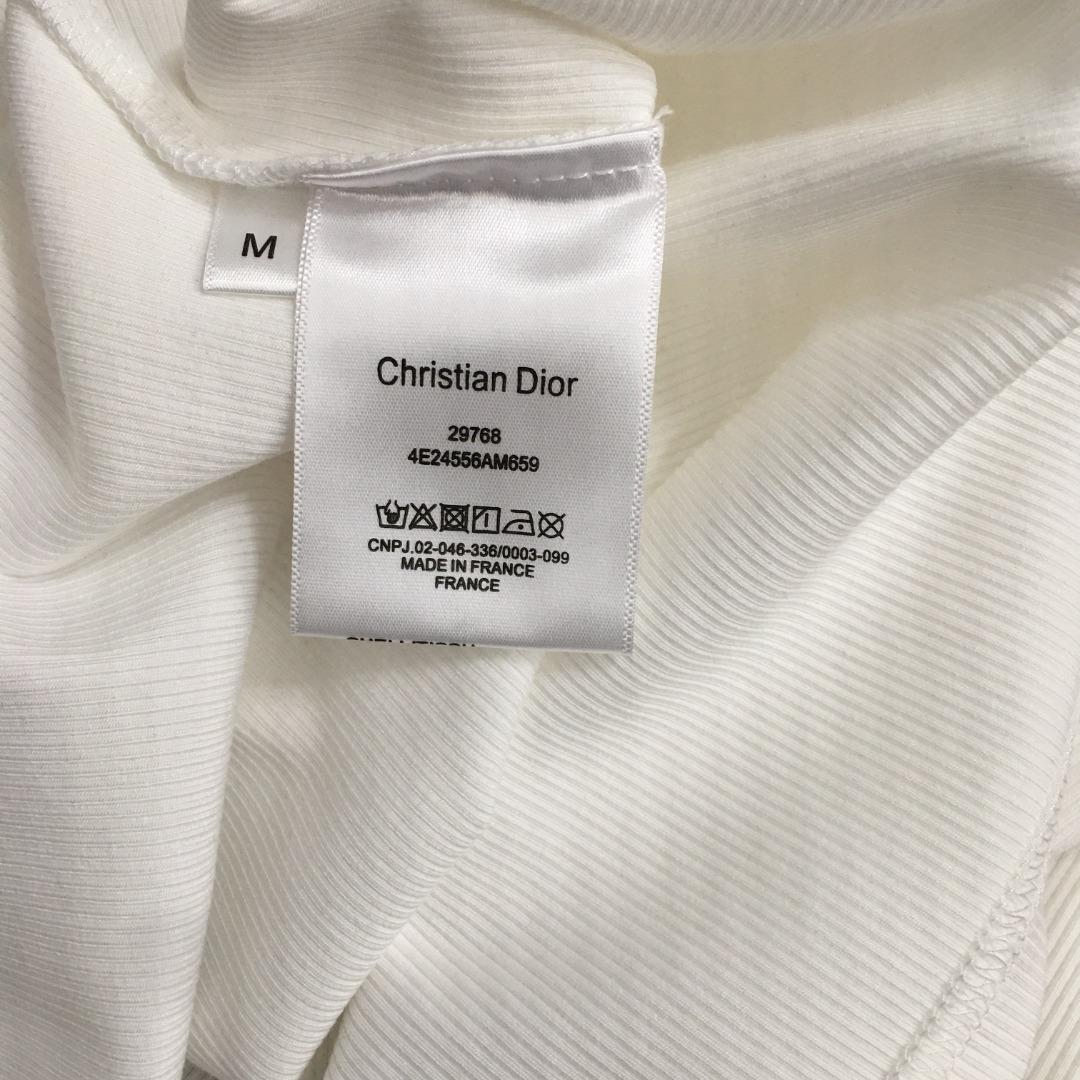 M
Christian Dior
29768
4E24556AM659
CNPJ.02-046-336/0003-099
MADE IN FRANCE
FRANCE